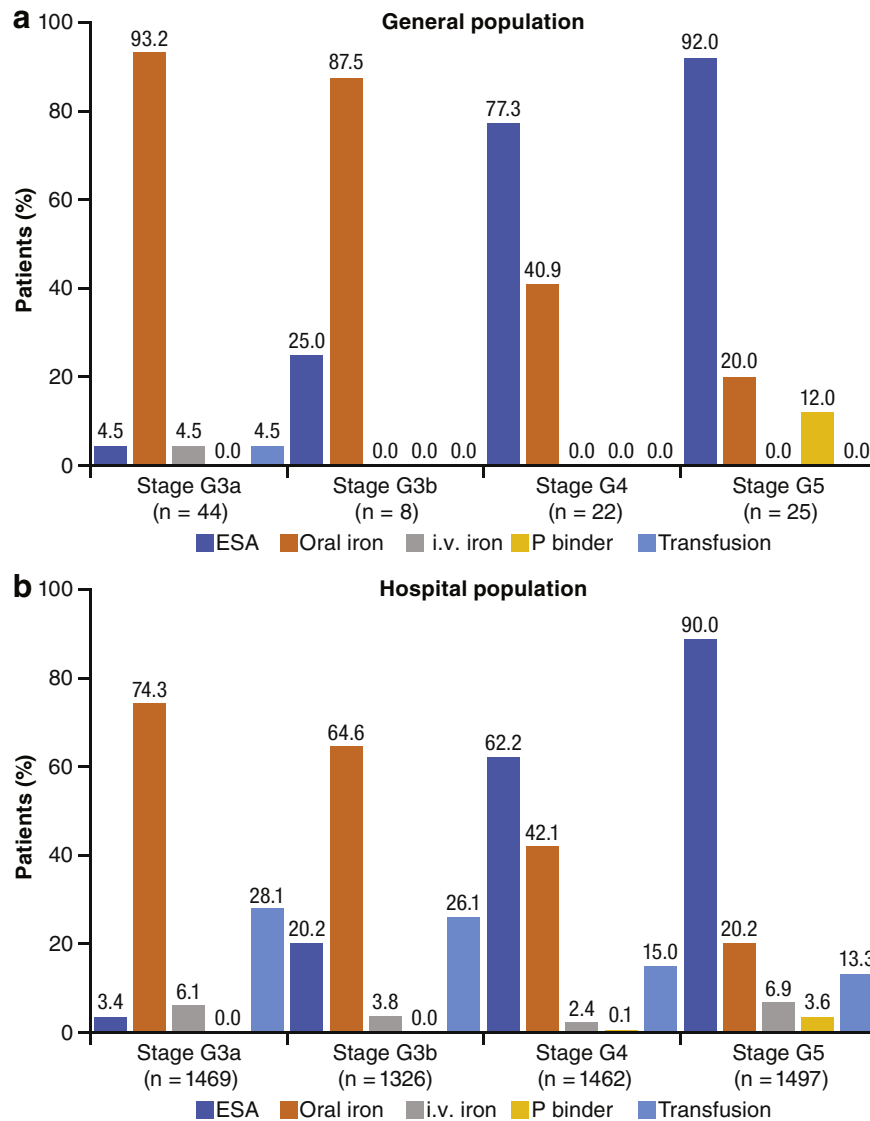 a General population
100
80
60
40
20
0
Patients (%)
4.5 93.2 4.5 0.0 4.5
25.0 87.5 0.0 0.0 0.0
77.3 40.9 0.0 0.0 0.0
92.0 20.0 0.0 12.0 0.0
Stage G3a Stage G3b Stage G4 Stage G5
(n = 44) (n = 8) (n = 22) (n = 25)
ESA Oral iron i.v. iron P binder Transfusion
b Hospital population
100
80
60
40
20
0
Patients (%)
3.4 74.3 6.1 0.0 28.1
20.2 64.6 3.8 0.0 26.1
62.2 42.1 2.4 0.1 15.0
90.0 20.2 6.9 3.6 13.3
Stage G3a Stage G3b Stage G4 Stage G5
(n = 1469) (n = 1326) (n = 1462) (n = 1497)
ESA Oral iron i.v. iron P binder Transfusion